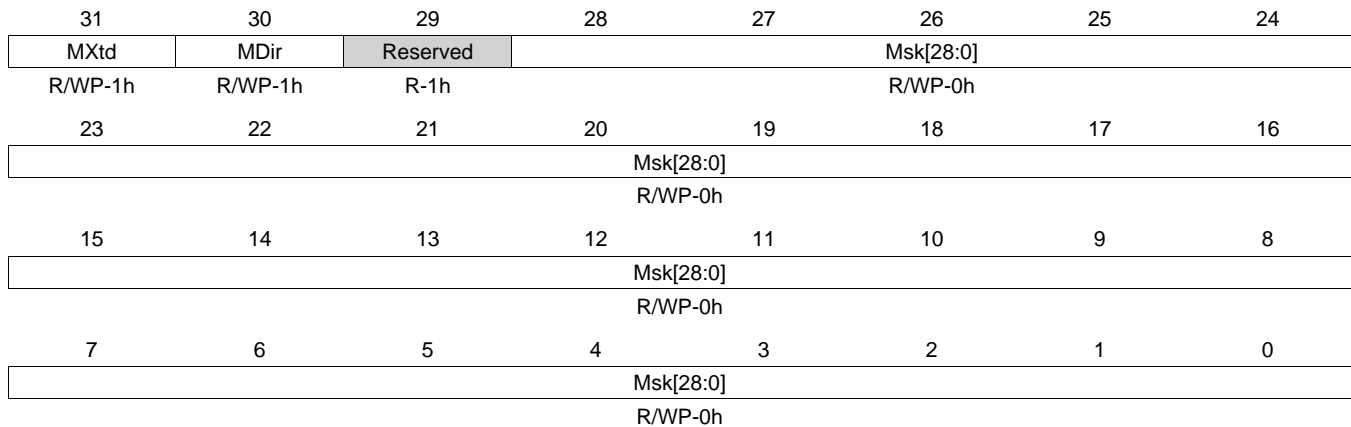 31 30 29 28 27 26 25 24
MXtd MDir Reserved Msk[28:0]
R/WP-1h R/WP-1h R-1h R/WP-0h
23 22 21 20 19 18 17 16
Msk[28:0]
R/WP-0h
15 14 13 12 11 10 9 8
Msk[28:0]
R/WP-0h
7 6 5 4 3 2 1 0
Msk[28:0]
R/WP-0h